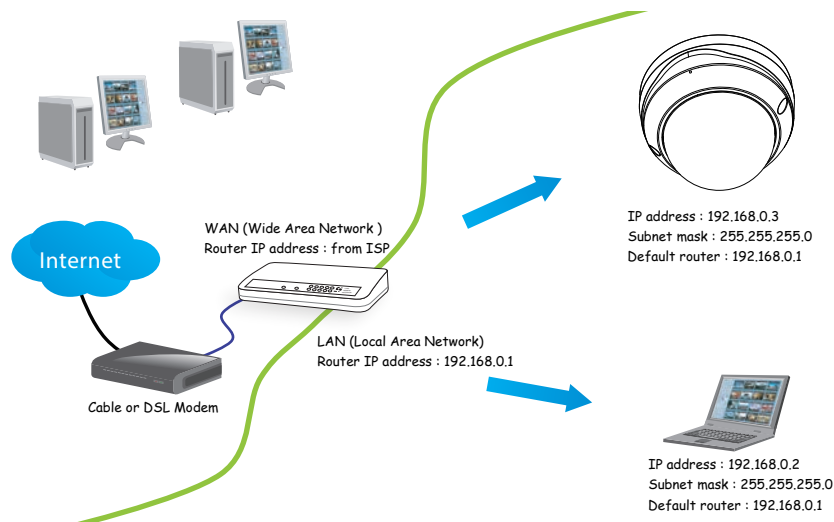 WAN (Wide Area Network )
Router IP address : from ISP
Internet
LAN (Local Area Network)
Router IP address : 192.168.0.1
Cable or DSL Modem
IP address : 192.168.0.3
Subnet mask : 255.255.255.0
Default router : 192.168.0.1
IP address : 192.168.0.2
Subnet mask : 255.255.255.0
Default router : 192.168.0.1